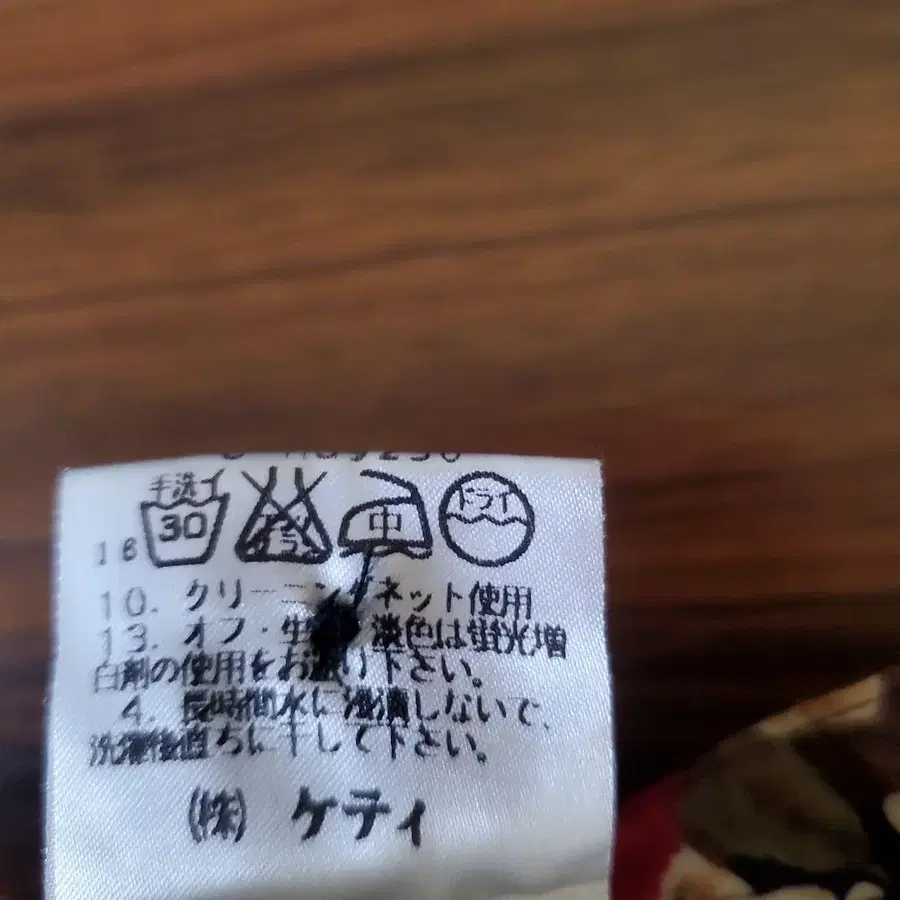 手洗イ
30
中
ドライ
16
10. クリーニングネット使用
13. オフ・生 淡色は蛍光増
白剤の使用をお避け下さい。
4. 長時間水に浸漬しないで、
洗濯後直ちに干して下さい。
(株) ケティ